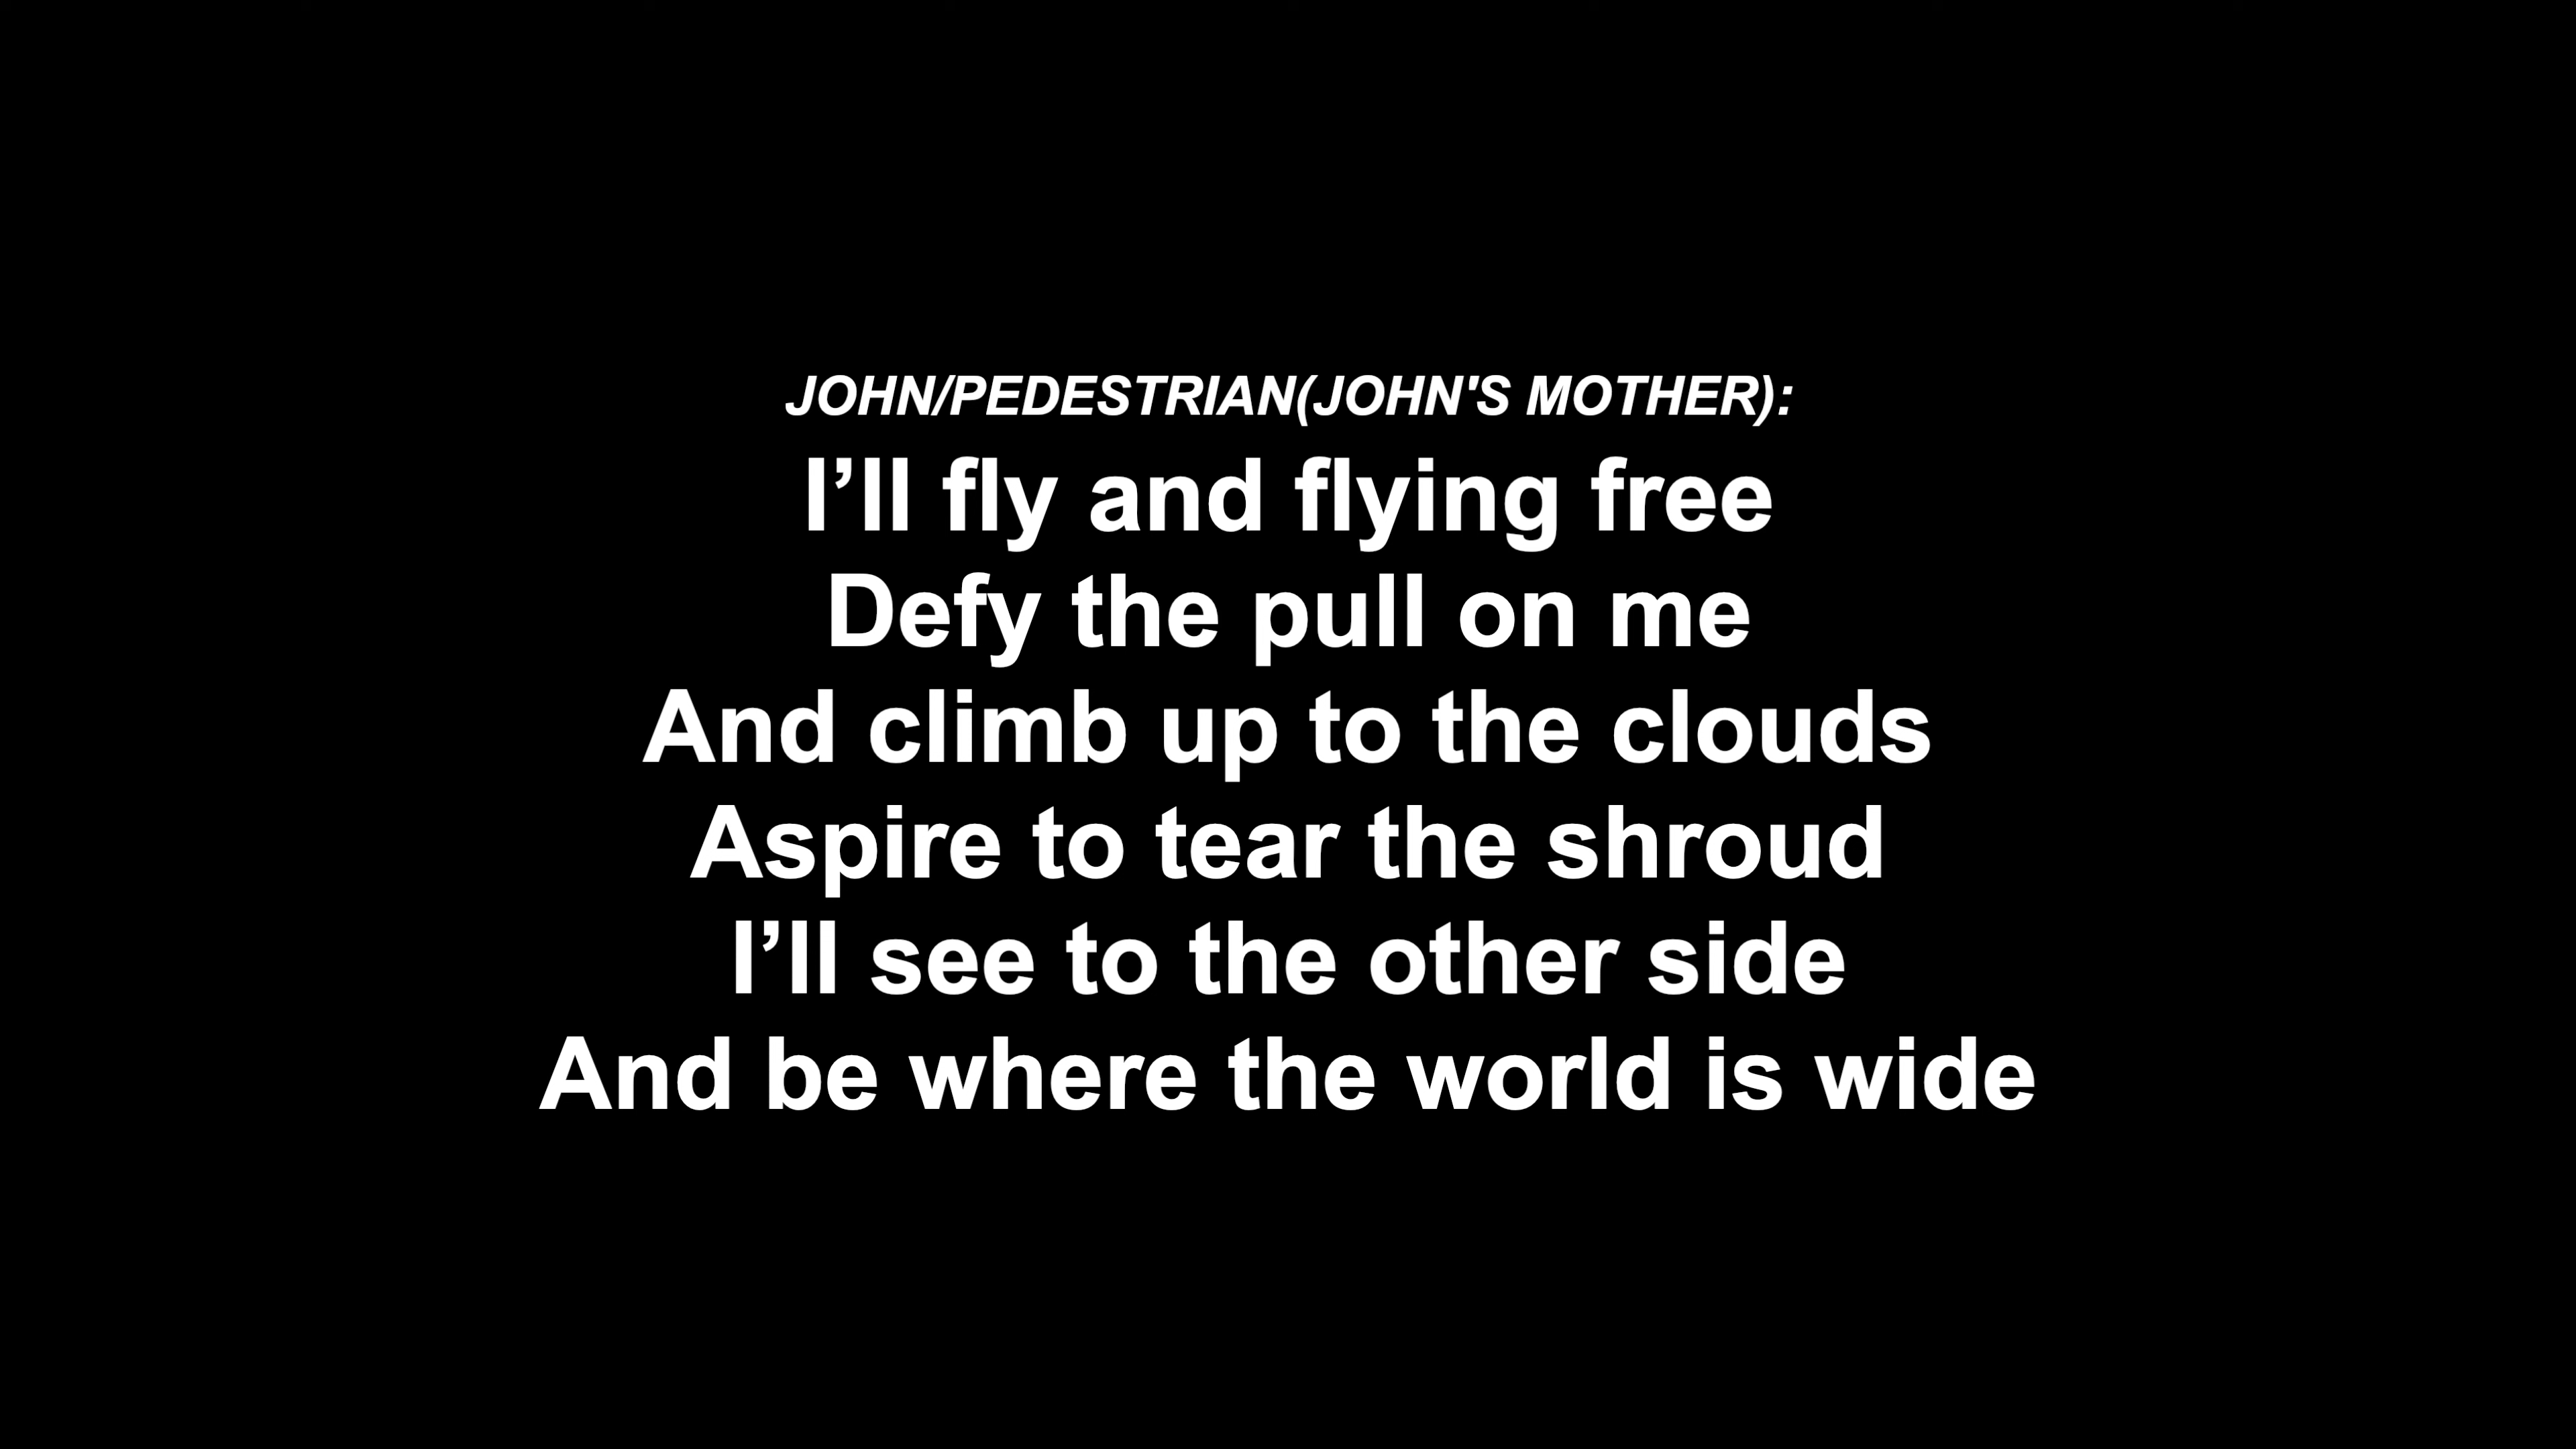 JOHN/PEDESTRIAN(JOHN'S MOTHER):
I’ll fly and flying free
Defy the pull on me
And climb up to the clouds
Aspire to tear the shroud
I’ll see to the other side
And be where the world is wide